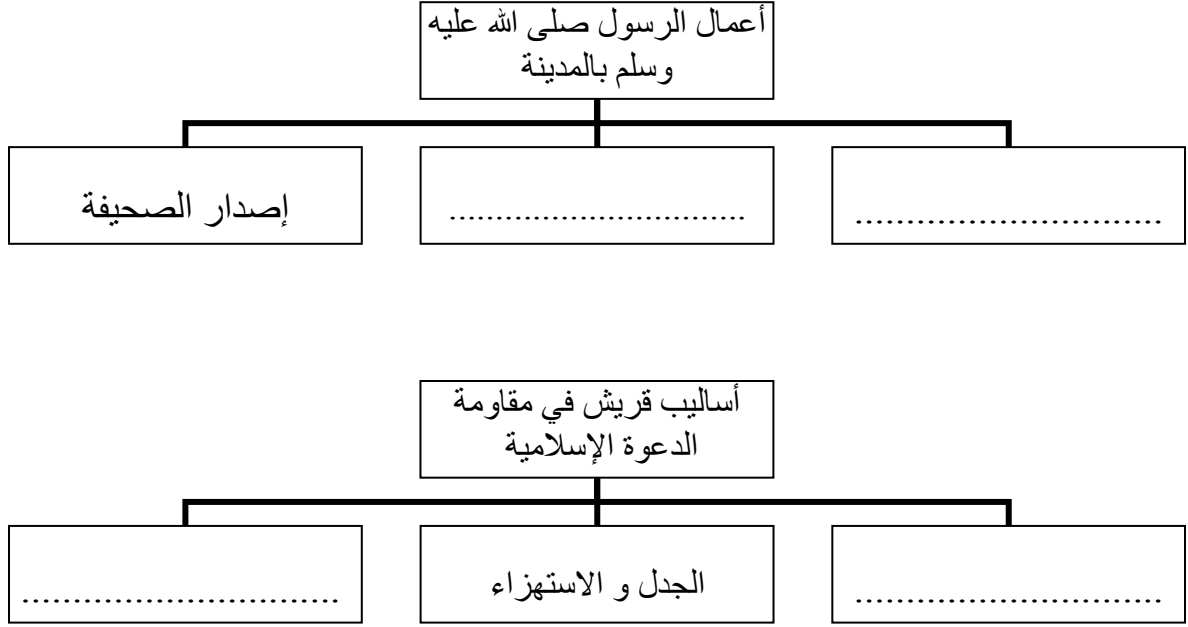 أعمال الرسول صلى الله عليه
وسلم بالمدينة
.............................
...............................
إصدار الصحيفة
أساليب قريش في مقاومة
الدعوة الإسلامية
.............................
الجدل و الاستهزاء
...............................